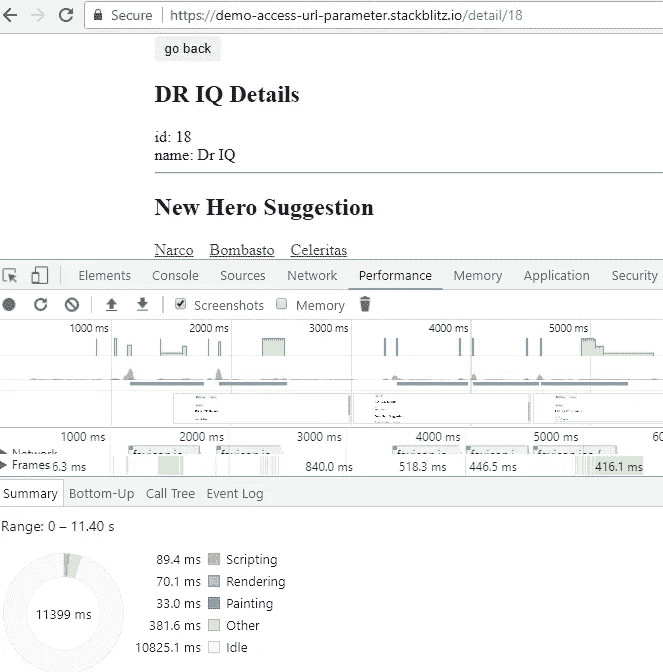 Secure https://demo-access-url-parameter.stackblitz.io/detail/18
go back
DR IQ Details
id: 18
name: Dr IQ
New Hero Suggestion
Narco Bombasto Celeritas
Elements Console Sources Network Performance Memory Application Security
Screenshots Memory
1000 ms 2000 ms 3000 ms 4000 ms 5000 ms
1000 ms 2000 ms 3000 ms 4000 ms 5000 ms
Network
Frames 6.3 ms 840.0 ms 518.3 ms 446.5 ms 416.1 ms
Summary Bottom-Up Call Tree Event Log
Range: 0 – 11.40 s
89.4 ms Scripting
70.1 ms Rendering
11399 ms
33.0 ms Painting
381.6 ms Other
10825.1 ms Idle